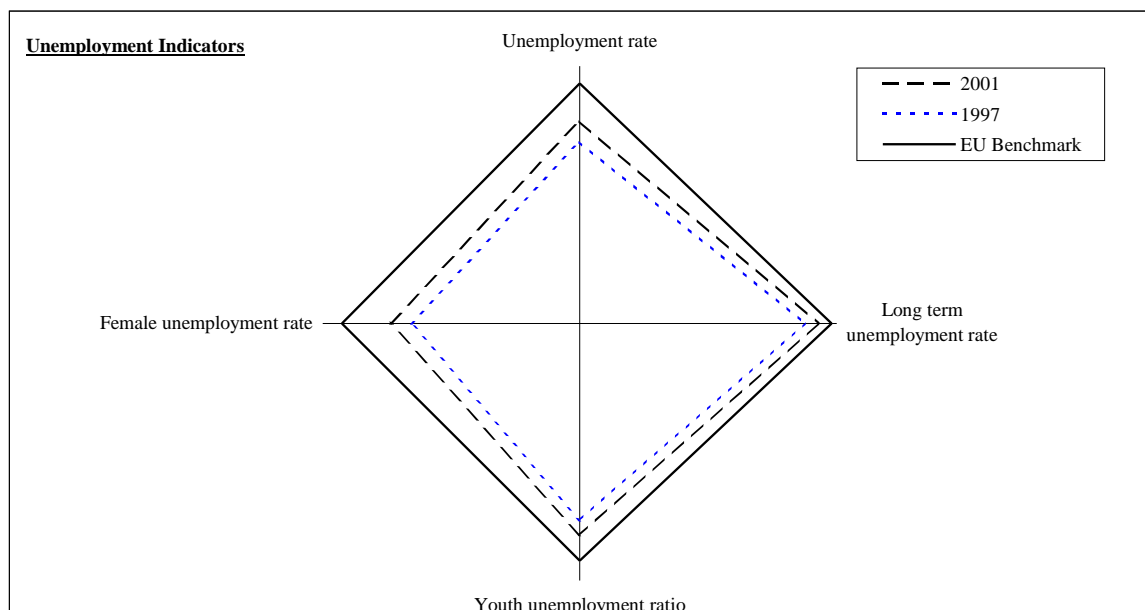 Unemployment Indicators
Unemployment rate
2001
1997
EU Benchmark
Female unemployment rate
Long term
unemployment rate
Youth unemployment ratio